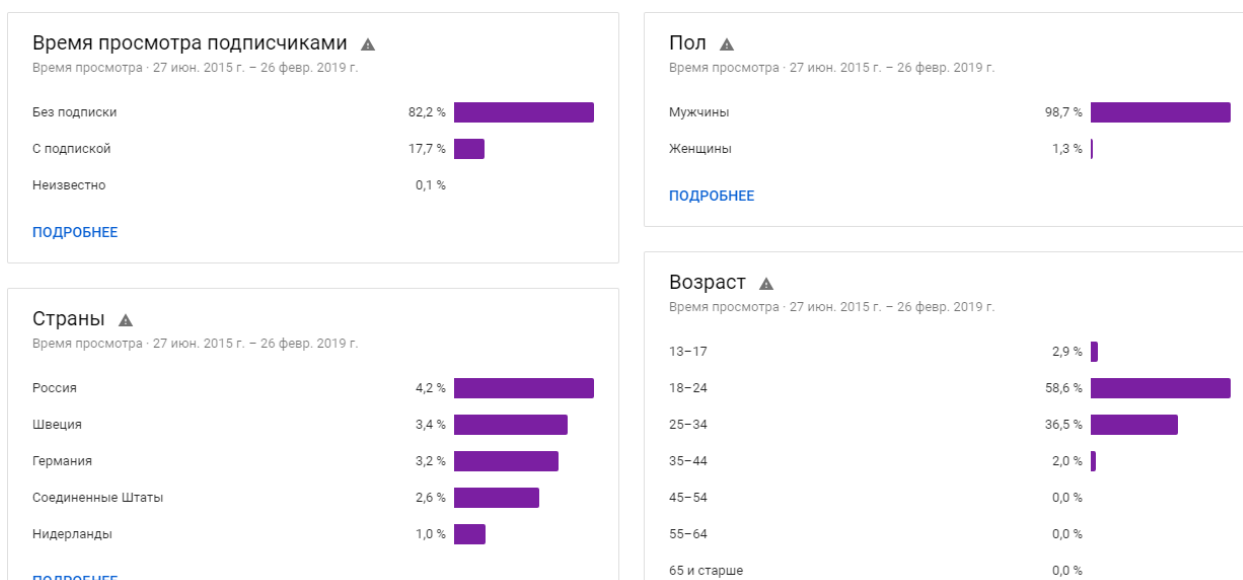 Время просмотра подписчиками
Время просмотра · 27 июн. 2015 г. – 26 февр. 2019 г.
Без подписки 82,2 %
С подпиской 17,7 %
Неизвестно 0,1 %
ПОДРОБНЕЕ
Страны
Время просмотра · 27 июн. 2015 г. – 26 февр. 2019 г.
Россия 4,2 %
Швеция 3,4 %
Германия 3,2 %
Соединенные Штаты 2,6 %
Нидерланды 1,0 %
ПОДРОБНЕЕ
Пол
Время просмотра · 27 июн. 2015 г. – 26 февр. 2019 г.
Мужчины 98,7 %
Женщины 1,3 %
ПОДРОБНЕЕ
Возраст
Время просмотра · 27 июн. 2015 г. – 26 февр. 2019 г.
13–17 2,9 %
18–24 58,6 %
25–34 36,5 %
35–44 2,0 %
45–54 0,0 %
55–64 0,0 %
65 и старше 0,0 %